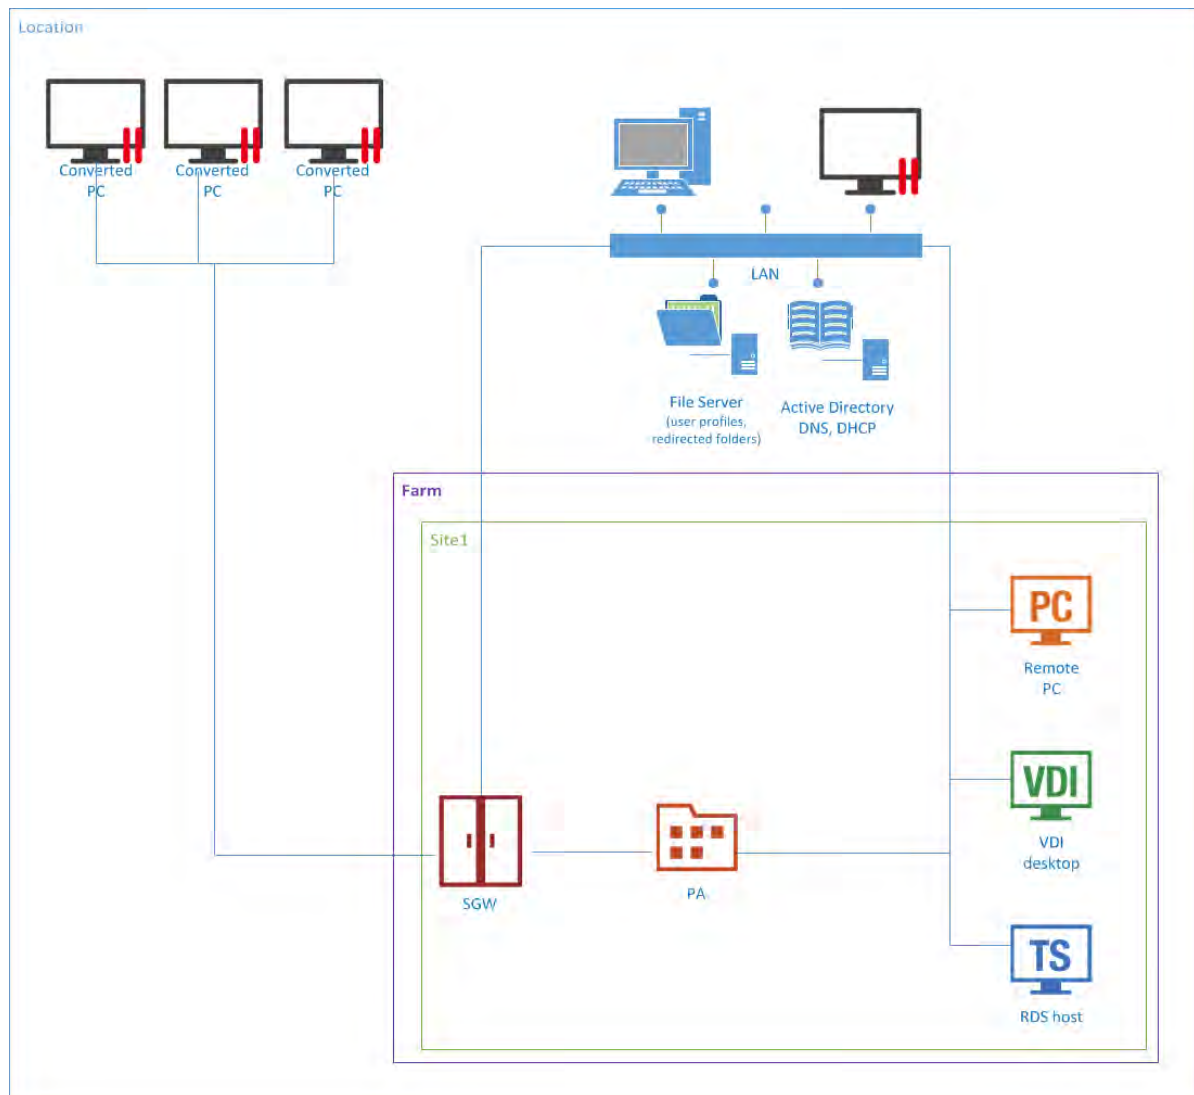 Location
Converted
PC
Converted
PC
Converted
PC
LAN
File Server
(user profiles,
redirected folders)
Active Directory
DNS, DHCP
Farm
Site1
PC
Remote
PC
VDI
VDI
desktop
SGW
PA
TS
RDS host